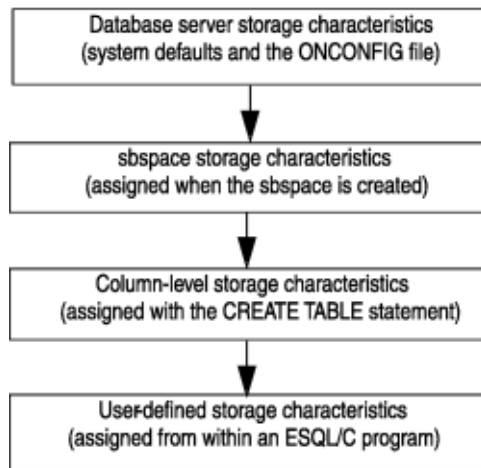 Database server storage characteristics
(system defaults and the ONCONFIG file)
sbspace storage characteristics
(assigned when the sbspace is created)
Column-level storage characteristics
(assigned with the CREATE TABLE statement)
User-defined storage characteristics
(assigned from within an ESQL/C program)